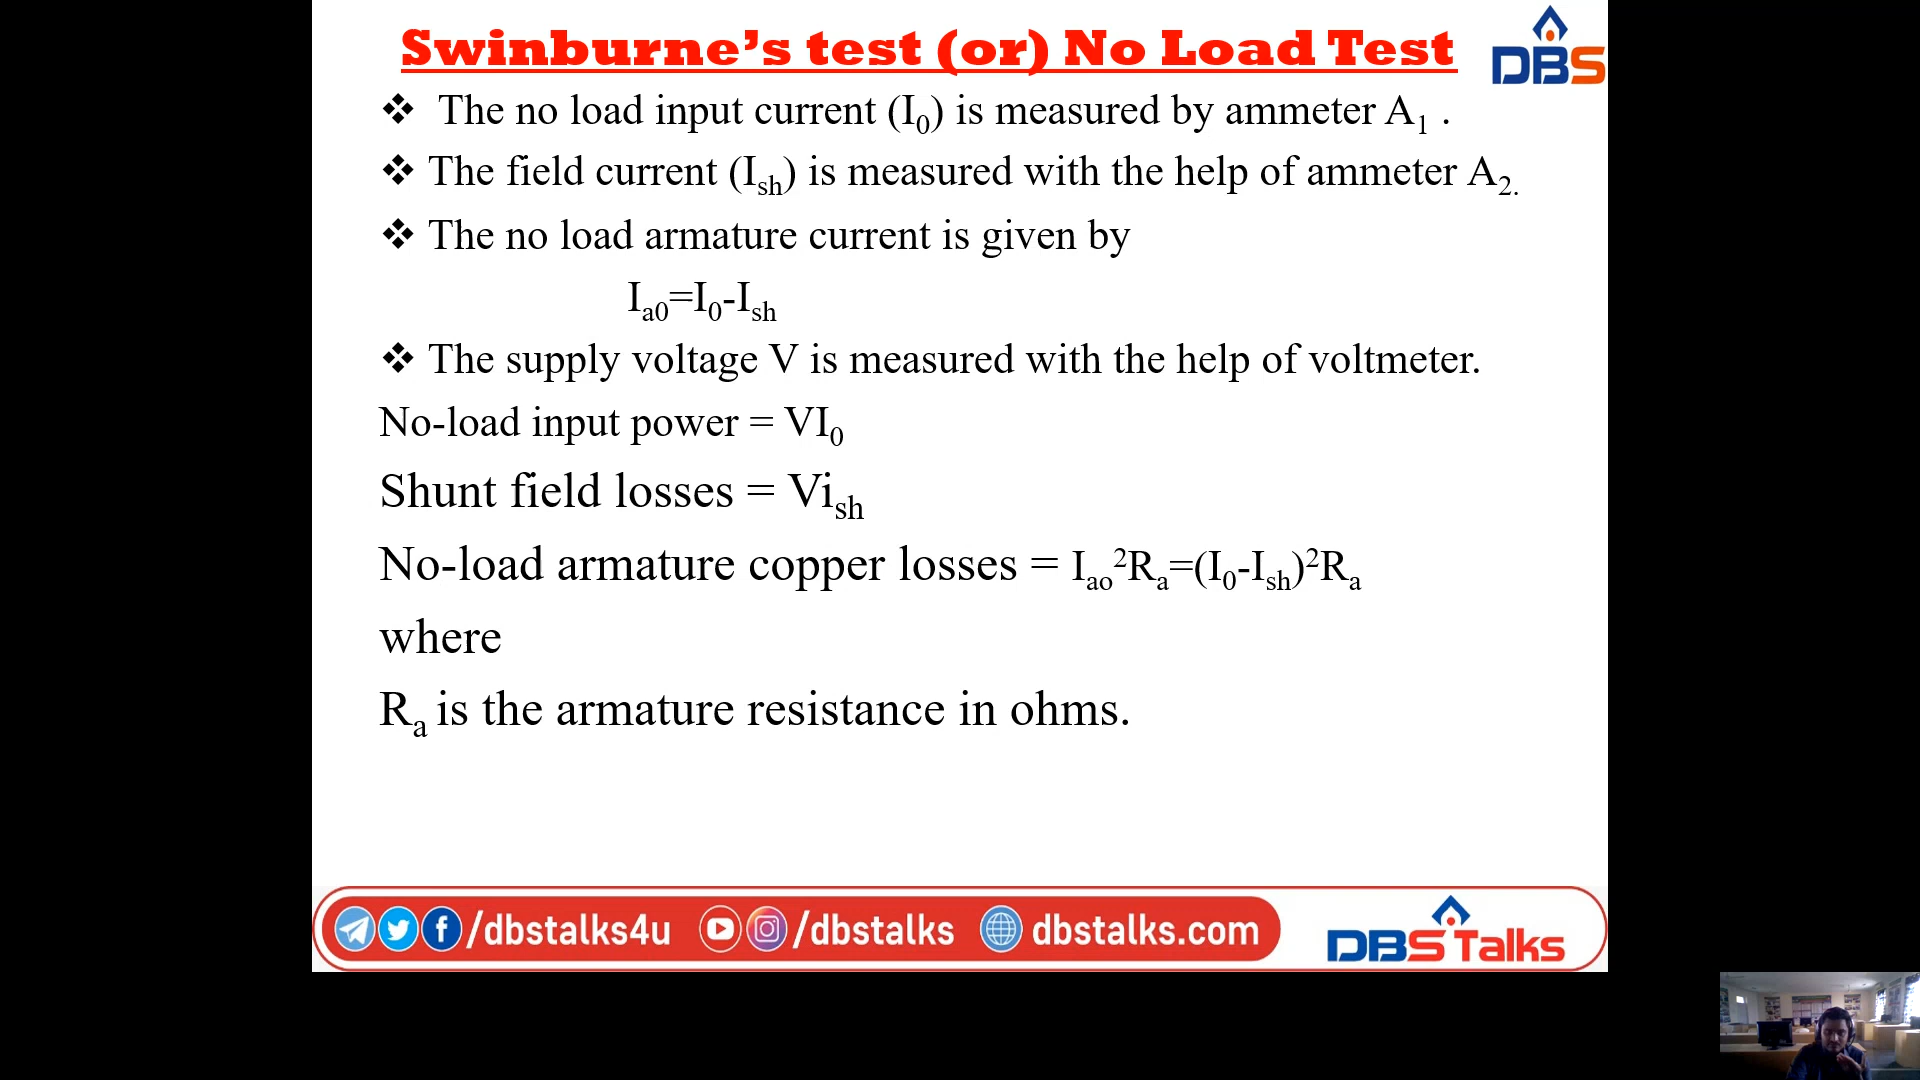 Swinburne’s test (or) No Load Test
DBS
❖ The no load input current (I₀) is measured by ammeter A₁ .
❖ The field current (Iₛₕ) is measured with the help of ammeter A₂.
❖ The no load armature current is given by
Iₐ₀=I₀-Iₛₕ
❖ The supply voltage V is measured with the help of voltmeter.
No-load input power = VI₀
Shunt field losses = Viₛₕ
No-load armature copper losses = Iₐₒ²Rₐ=(I₀-Iₛₕ)²Rₐ
where
Rₐ is the armature resistance in ohms.
/dbstalks4u /dbstalks dbstalks.com DBS Talks